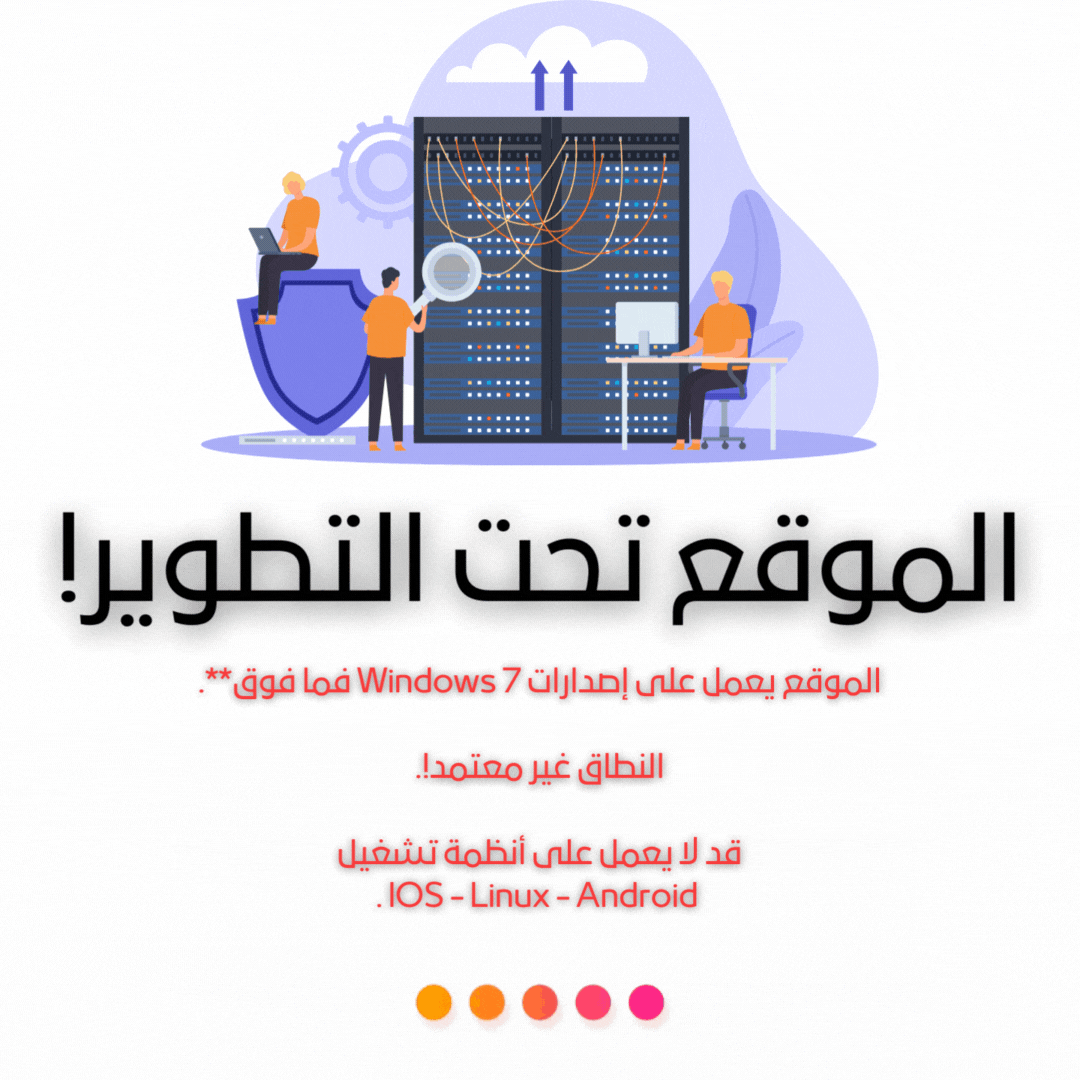 الموقع تحت التطوير!
الموقع يعمل على إصدارات Windows 7 فما فوق**.
النطاق غير معتمد!.
قد لا يعمل على أنظمة تشغيل
IOS - Linux - Android .